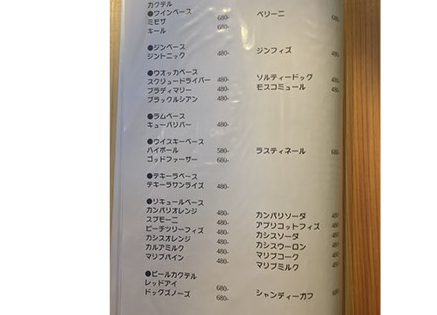 カクテル
●ワインベース
ミモザ 680- ベリーニ 680-
キール 680-
●ジンベース
ジントニック 480- ジンフィズ 480-
●ウオッカベース
スクリュードライバー 480- ソルティードッグ 480-
ブラディマリー 480- モスコミュール 480-
ブラックルシアン 480-
●ラムベース
キューバリバー 480-
●ウイスキーベース
ハイボール 580- ラスティネール
ゴッドファーザー 680-
●テキーラベース
テキーラサンライズ 480-
●リキュールベース
カンパリオレンジ 480- カンパリソーダ
スプモーニ 480- アプリコットフィズ
ピーチツリーフィズ 480- カシスソーダ
カシスオレンジ 480- カシスウーロン
カルアミルク 480- マリブコーク
マリブパイン 480- マリブミルク
●ビールカクテル
レッドアイ 680- シャンディーガフ
ドッグズノーズ 680-